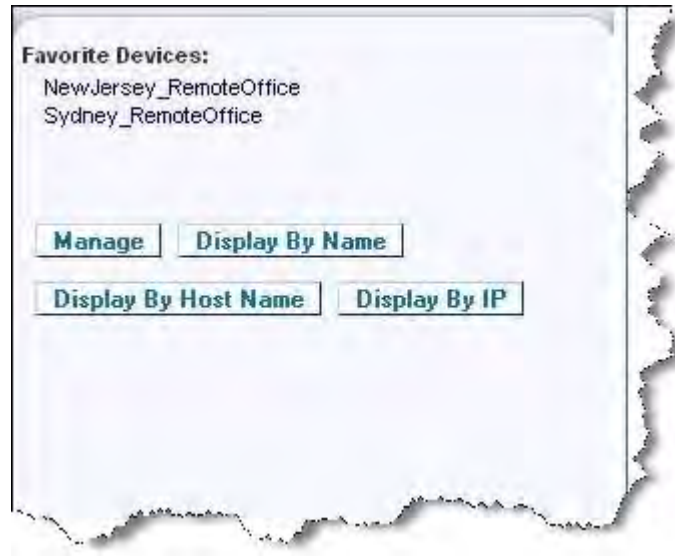 Favorite Devices:
NewJersey_RemoteOffice
Sydney_RemoteOffice
Manage Display By Name
Display By Host Name Display By IP